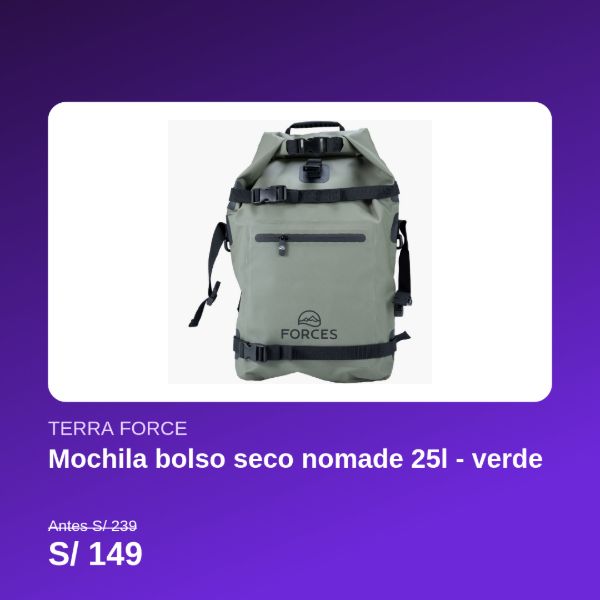 FORCES
TERRA FORCE
Mochila bolso seco nomade 25l - verde
Antes S/ 239
S/ 149